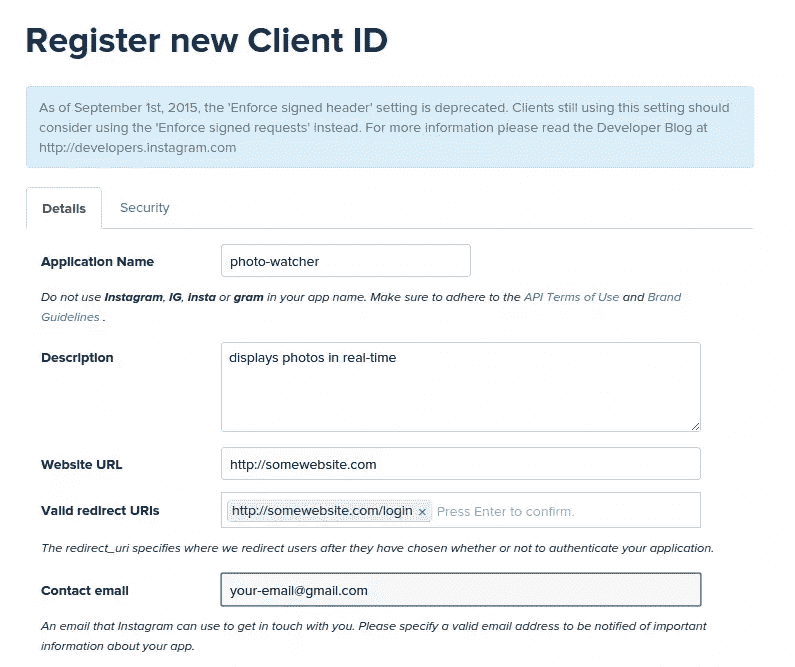 Register new Client ID
As of September 1st, 2015, the 'Enforce signed header' setting is deprecated. Clients still using this setting should
consider using the 'Enforce signed requests' instead. For more information please read the Developer Blog at
http://developers.instagram.com
Details Security
Application Name photo-watcher
Do not use Instagram, IG, insta or gram in your app name. Make sure to adhere to the API Terms of Use and Brand
Guidelines .
Description displays photos in real-time
Website URL http://somewebsite.com
Valid redirect URIs http://somewebsite.com/login × Press Enter to confirm.
The redirect_uri specifies where we redirect users after they have chosen whether or not to authenticate your application.
Contact email your-email@gmail.com
An email that Instagram can use to get in touch with you. Please specify a valid email address to be notified of important
information about your app.